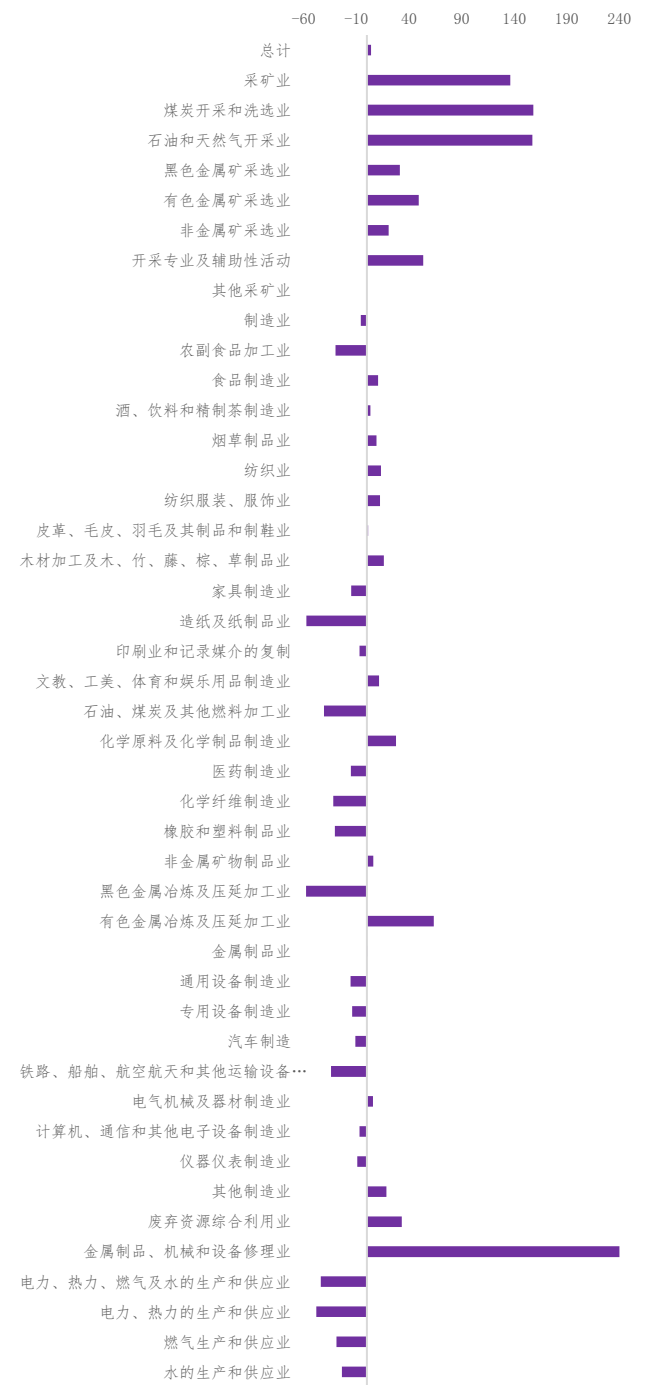 -60 -10 40 90 140 190 240
总计
采矿业
煤炭开采和洗选业
石油和天然气开采业
黑色金属矿采选业
有色金属矿采选业
非金属矿采选业
开采专业及辅助性活动
其他采矿业
制造业
农副食品加工业
食品制造业
酒、饮料和精制茶制造业
烟草制品业
纺织业
纺织服装、服饰业
皮革、毛皮、羽毛及其制品和制鞋业
木材加工及木、竹、藤、棕、草制品业
家具制造业
造纸及纸制品业
印刷业和记录媒介的复制
文教、工美、体育和娱乐用品制造业
石油、煤炭及其他燃料加工业
化学原料及化学制品制造业
医药制造业
化学纤维制造业
橡胶和塑料制品业
非金属矿物制品业
黑色金属冶炼及压延加工业
有色金属冶炼及压延加工业
金属制品业
通用设备制造业
专用设备制造业
汽车制造
铁路、船舶、航空航天和其他运输设备…
电气机械及器材制造业
计算机、通信和其他电子设备制造业
仪器仪表制造业
其他制造业
废弃资源综合利用业
金属制品、机械和设备修理业
电力、热力、燃气及水的生产和供应业
电力、热力的生产和供应业
燃气生产和供应业
水的生产和供应业